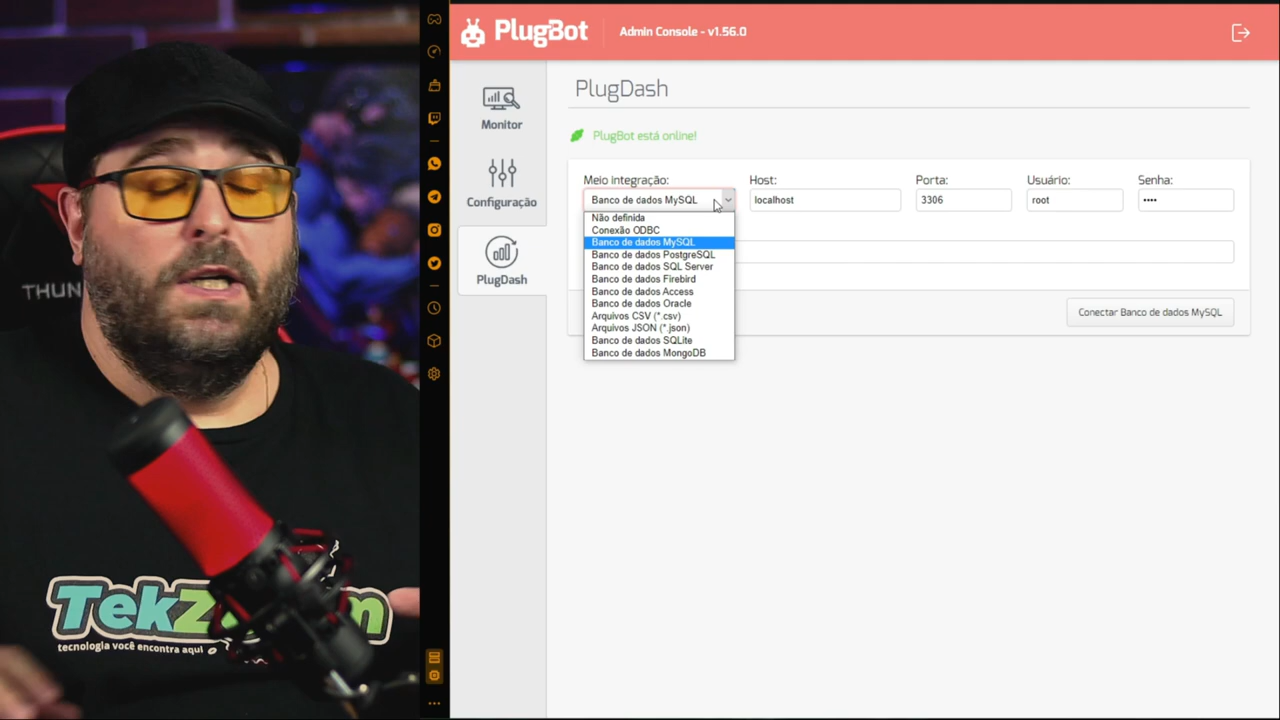 PlugBot
Admin Console - v1.56.0
Monitor
Configuração
PlugDash
PlugDash
PlugBot está online!
Meio integração:
Host:
Porta:
Usuário:
Senha:
Banco de dados MySQL
localhost
3306
root
••••
Não definida
Conexão ODBC
Banco de dados MySQL
Banco de dados PostgreSQL
Banco de dados SQL Server
Banco de dados Firebird
Banco de dados Access
Banco de dados Oracle
Arquivos CSV (*.csv)
Arquivos JSON (*.json)
Banco de dados SQLite
Banco de dados MongoDB
Conectar Banco de dados MySQL
THUN
tecnologia você encontra aqui